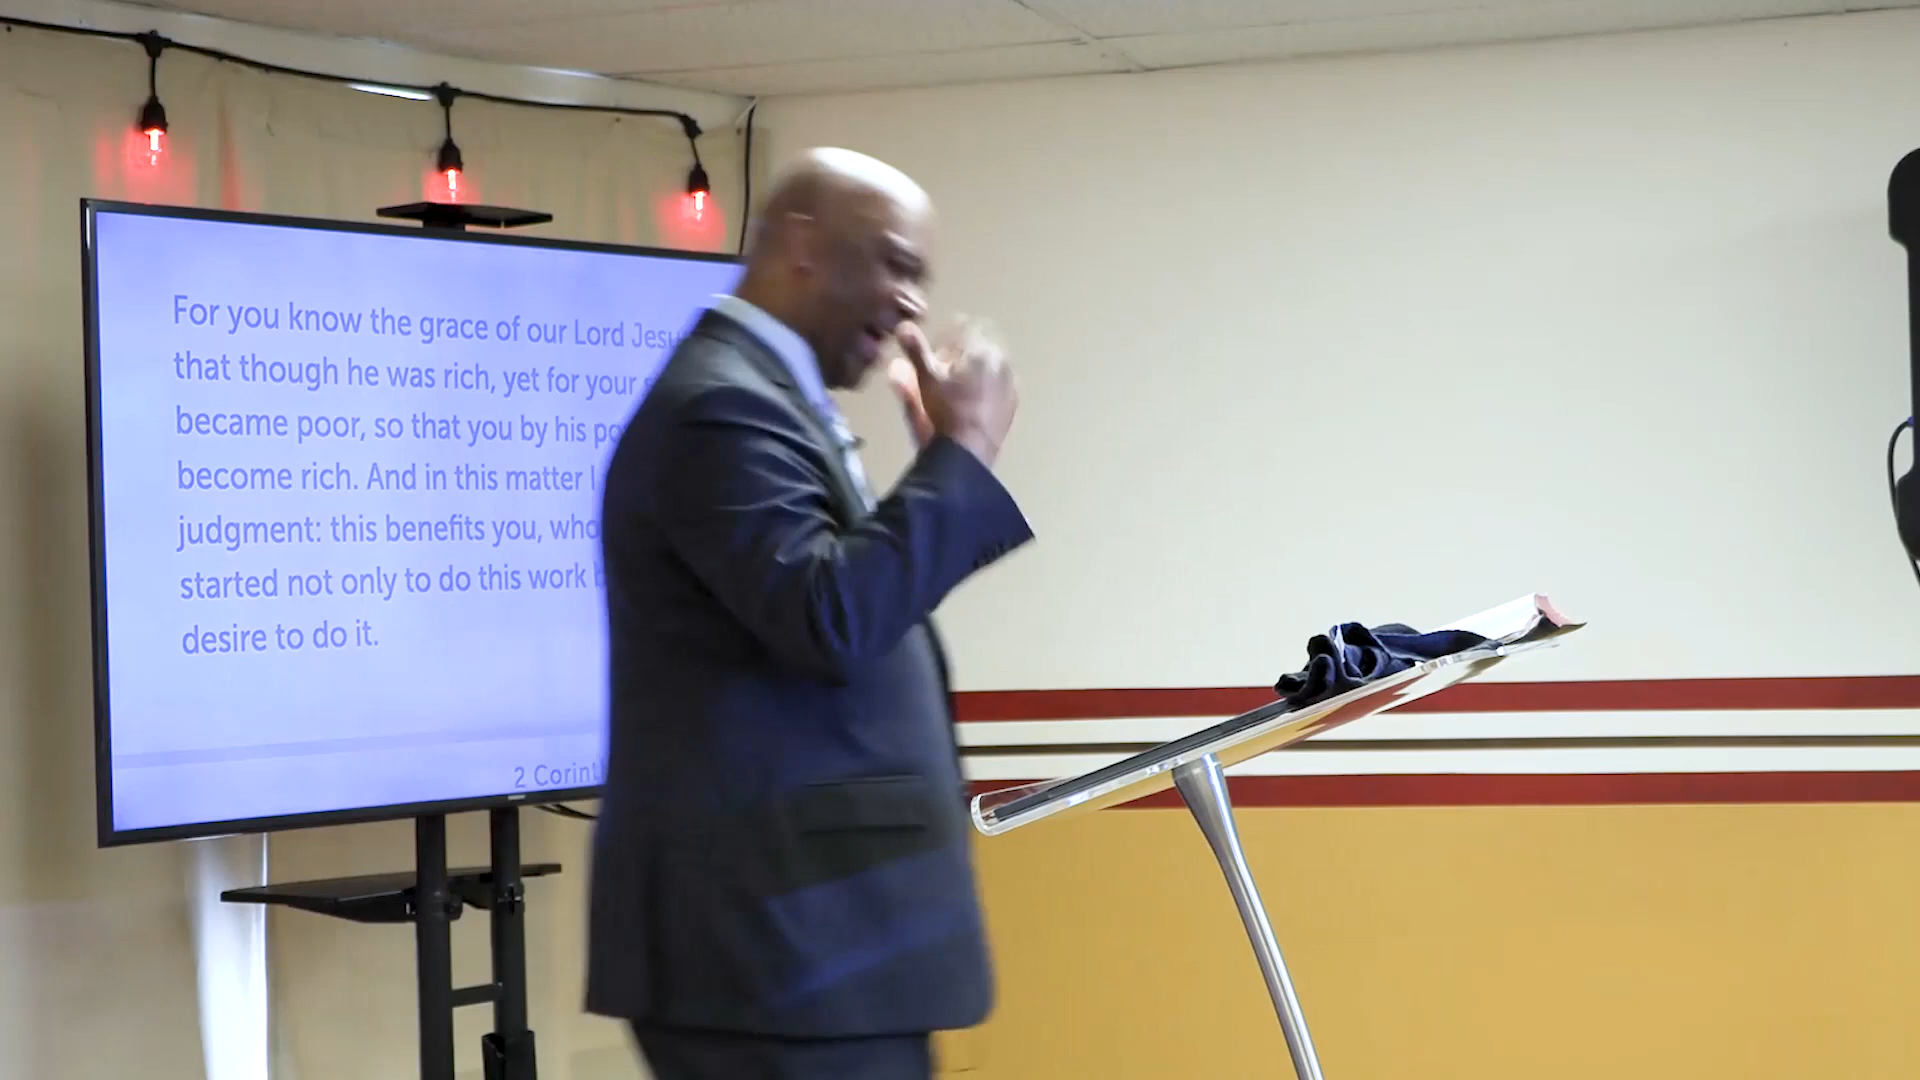 For you know the grace of our Lord
that though he was rich, yet for your
became poor, so that you by his
become rich. And in this matter I
judgment: this benefits you, who
started not only to do this work
desire to do it.
2